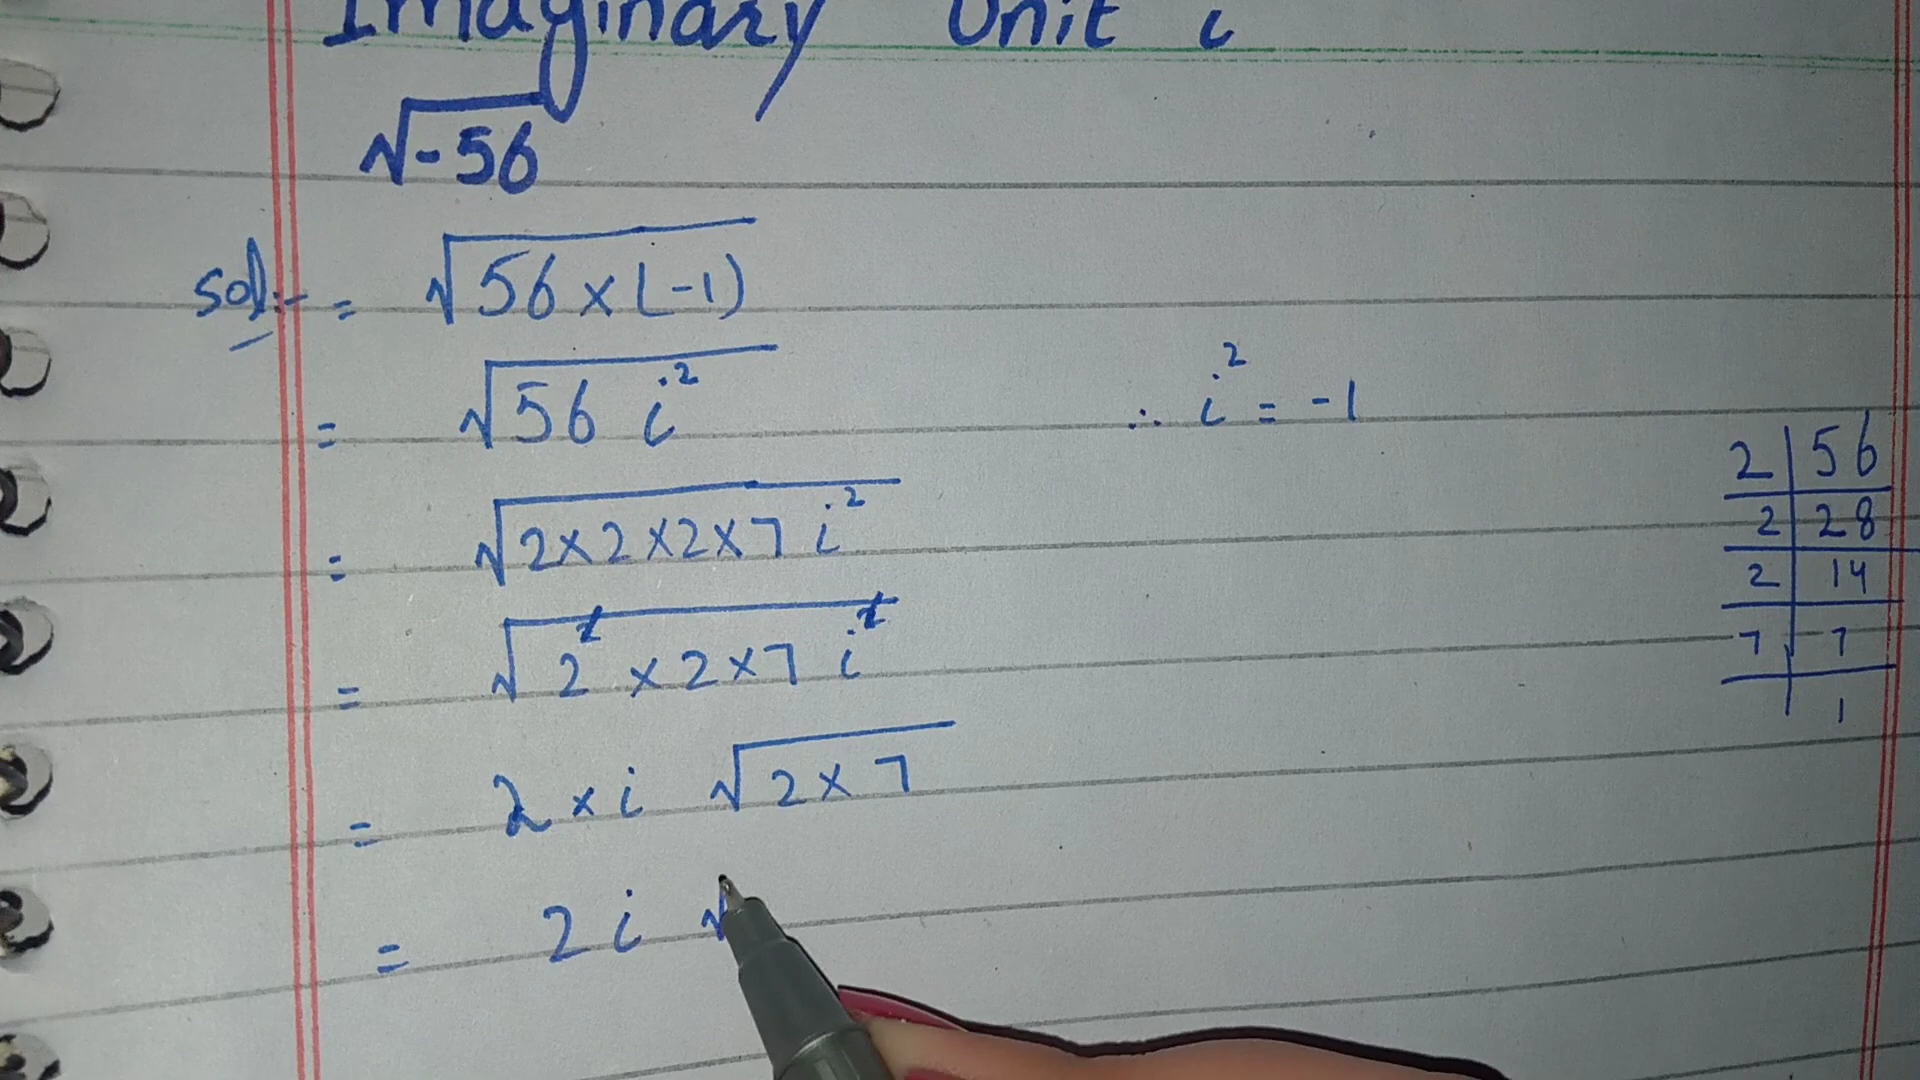 Imaginary Unit i
√-56
Sol:- = √56 × (-1)
= √56 i² ∴ i² = -1
= √2×2×2×7 i²
= √2² × 2×7 i²
= 2 × i √2×7
= 2 i √
2 | 56
2 | 28
2 | 14
7 | 7
| 1